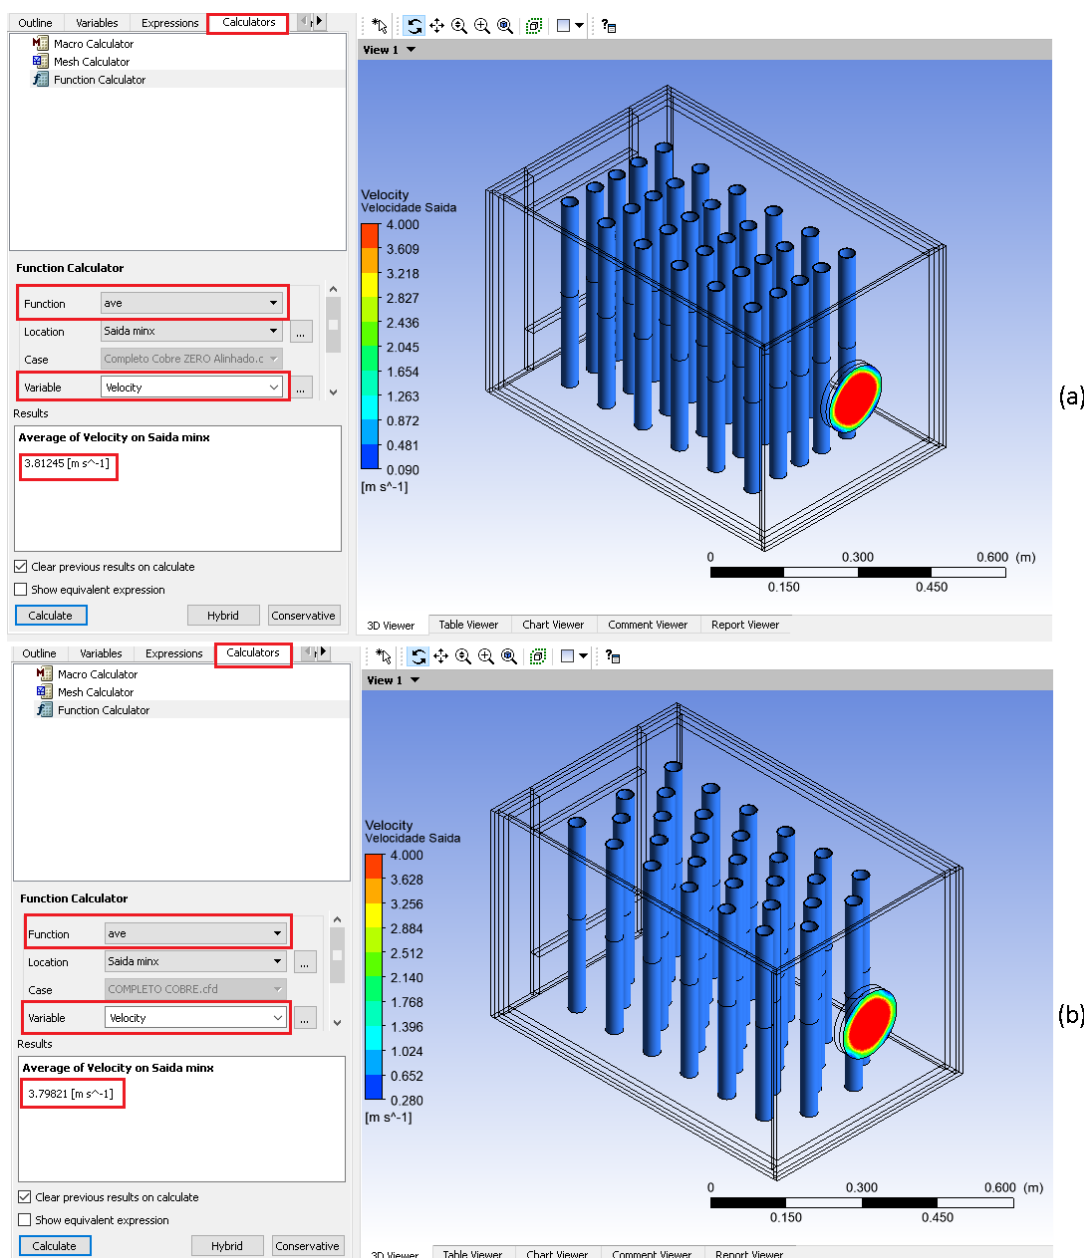 Outline Variables Expressions Calculators
Macro Calculator
Mesh Calculator
Function Calculator
Function Calculator
Function ave
Location Saida minx ...
Case Completo Cobre ZERO Alinhado.c
Variable Velocity ...
Results
Average of Velocity on Saida minx
3.81245 [m s^-1]
Clear previous results on calculate
Show equivalent expression
Calculate Hybrid Conservative
View 1
Velocity
Velocidade Saida
4.000
3.609
3.218
2.827
2.436
2.045
1.654
1.263
0.872
0.481
0.090
[m s^-1]
0 0.300 0.600 (m)
0.150 0.450
3D Viewer Table Viewer Chart Viewer Comment Viewer Report Viewer
(a)
Outline Variables Expressions Calculators
Macro Calculator
Mesh Calculator
Function Calculator
Function Calculator
Function ave
Location Saida minx ...
Case COMPLETO COBRE.cfd
Variable Velocity ...
Results
Average of Velocity on Saida minx
3.79821 [m s^-1]
Clear previous results on calculate
Show equivalent expression
Calculate Hybrid Conservative
View 1
Velocity
Velocidade Saida
4.000
3.628
3.256
2.884
2.512
2.140
1.768
1.396
1.024
0.652
0.280
[m s^-1]
0 0.300 0.600 (m)
0.150 0.450
3D Viewer Table Viewer Chart Viewer Comment Viewer Report Viewer
(b)